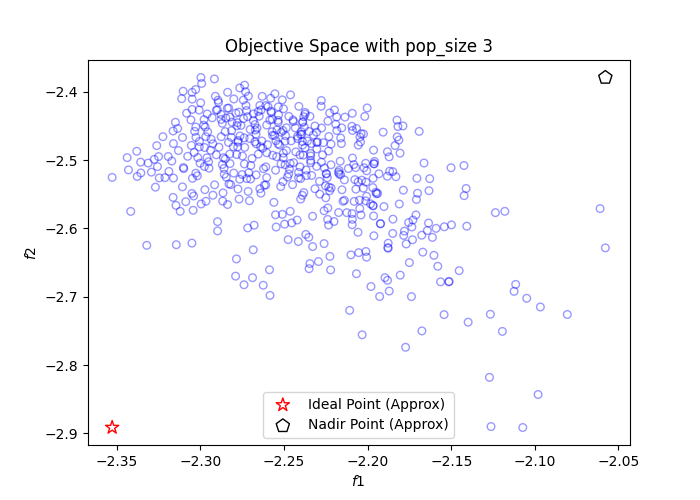 Objective Space with pop_size 3
−2.4
−2.5
−2.6
−2.7
−2.8
−2.9
f2
Ideal Point (Approx)
Nadir Point (Approx)
−2.35
−2.30
−2.25
−2.20
−2.15
−2.10
−2.05
f1